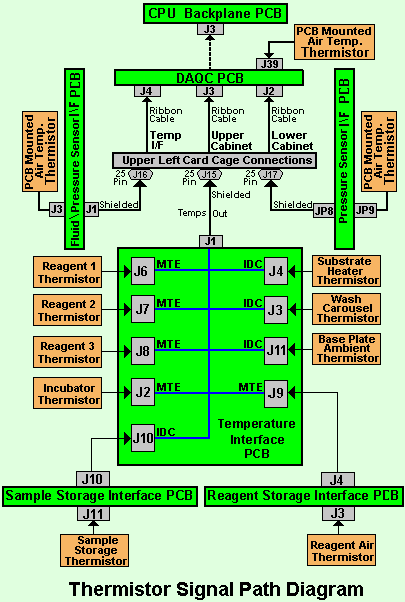 CPU Backplane PCB
J3
PCB Mounted
Air Temp.
Thermistor
J39
DAQC PCB
J4
J3
J2
Ribbon
Cable
Ribbon
Cable
Ribbon
Cable
Temp
I/F
Upper
Cabinet
Lower
Cabinet
Upper Left Card Cage Connections
25
Pin
J16
25
Pin
J15
25
Pin
J17
Shielded
Shielded
Shielded
Temps
Out
PCB Mounted
Air Temp.
Thermistor
J3
Fluid\Pressure Sensor I\F PCB
J1
JP8
Pressure Sensor I\F PCB
JP9
PCB Mounted
Air Temp.
Thermistor
J1
Reagent 1
Thermistor
J6
MTE
IDC
J4
Substrate
Heater
Thermistor
Reagent 2
Thermistor
J7
MTE
IDC
J3
Wash
Carousel
Thermistor
Reagent 3
Thermistor
J8
MTE
IDC
J11
Base Plate
Ambient
Thermistor
Incubator
Thermistor
J2
MTE
MTE
J9
J10
IDC
Temperature
Interface
PCB
J10
Sample Storage Interface PCB
J11
J4
Reagent Storage Interface PCB
J3
Sample
Storage
Thermistor
Reagent Air
Thermistor
Thermistor Signal Path Diagram